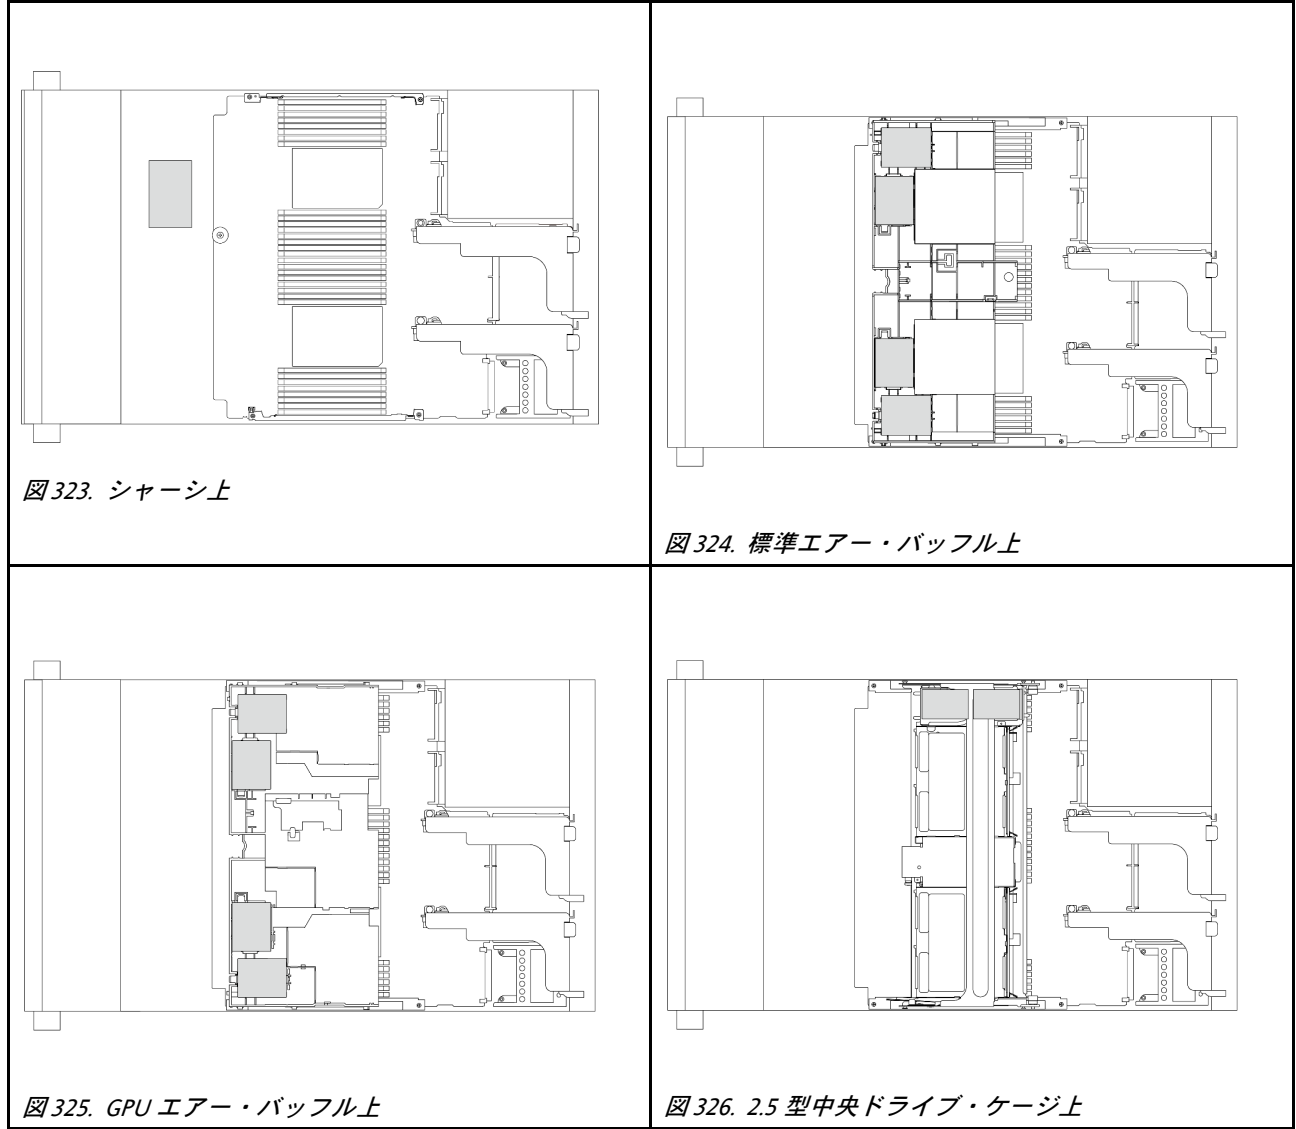 図 323. シャーシ上
図 324. 標準エアー・バッフル上
図 325. GPU エアー・バッフル上
図 326. 2.5 型中央ドライブ・ケージ上